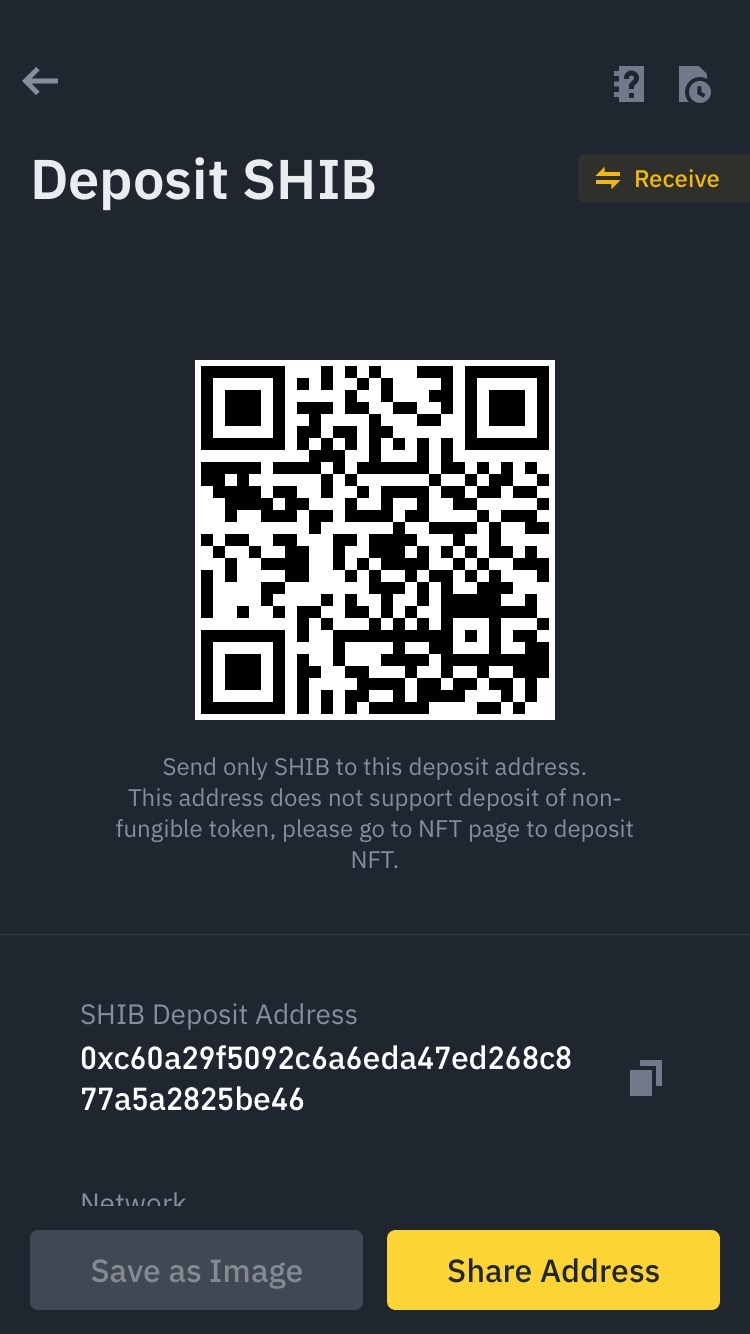 Deposit SHIB
Receive
Send only SHIB to this deposit address.
This address does not support deposit of non-
fungible token, please go to NFT page to deposit
NFT.
SHIB Deposit Address
0xc60a29f5092c6a6eda47ed268c8
77a5a2825be46
Network
Save as Image
Share Address